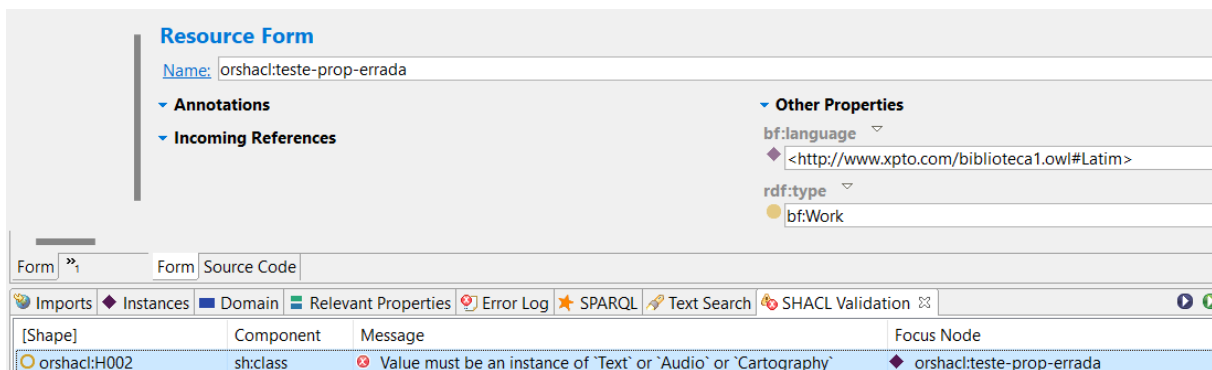 Resource Form
Name: orshacl:teste-prop-errada
Annotations
Incoming References
Other Properties
bf:language
<http://www.xpto.com/biblioteca1.owl#Latim>
rdf:type
bf:Work
Form »1 Form Source Code
Imports Instances Domain Relevant Properties Error Log SPARQL Text Search SHACL Validation
[Shape] Component Message Focus Node
orshacl:H002 sh:class Value must be an instance of `Text` or `Audio` or `Cartography` orshacl:teste-prop-errada